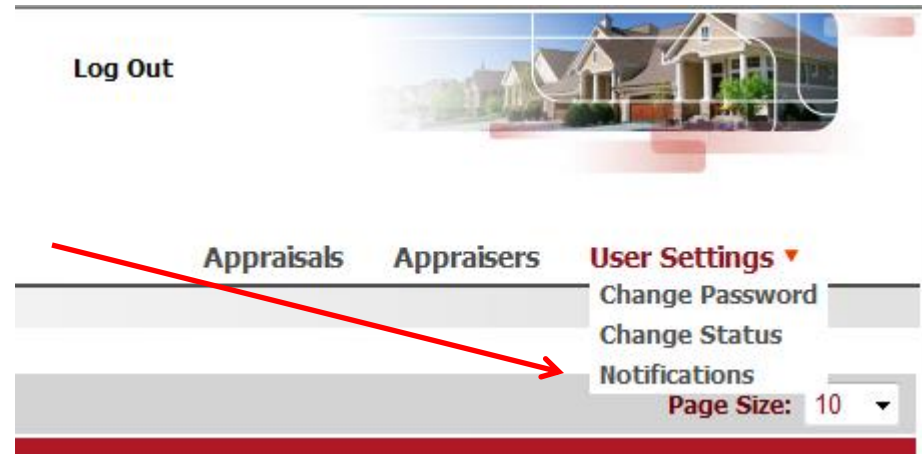 Log Out
Appraisals Appraisers User Settings ▼
Change Password
Change Status
Notifications
Page Size: 10